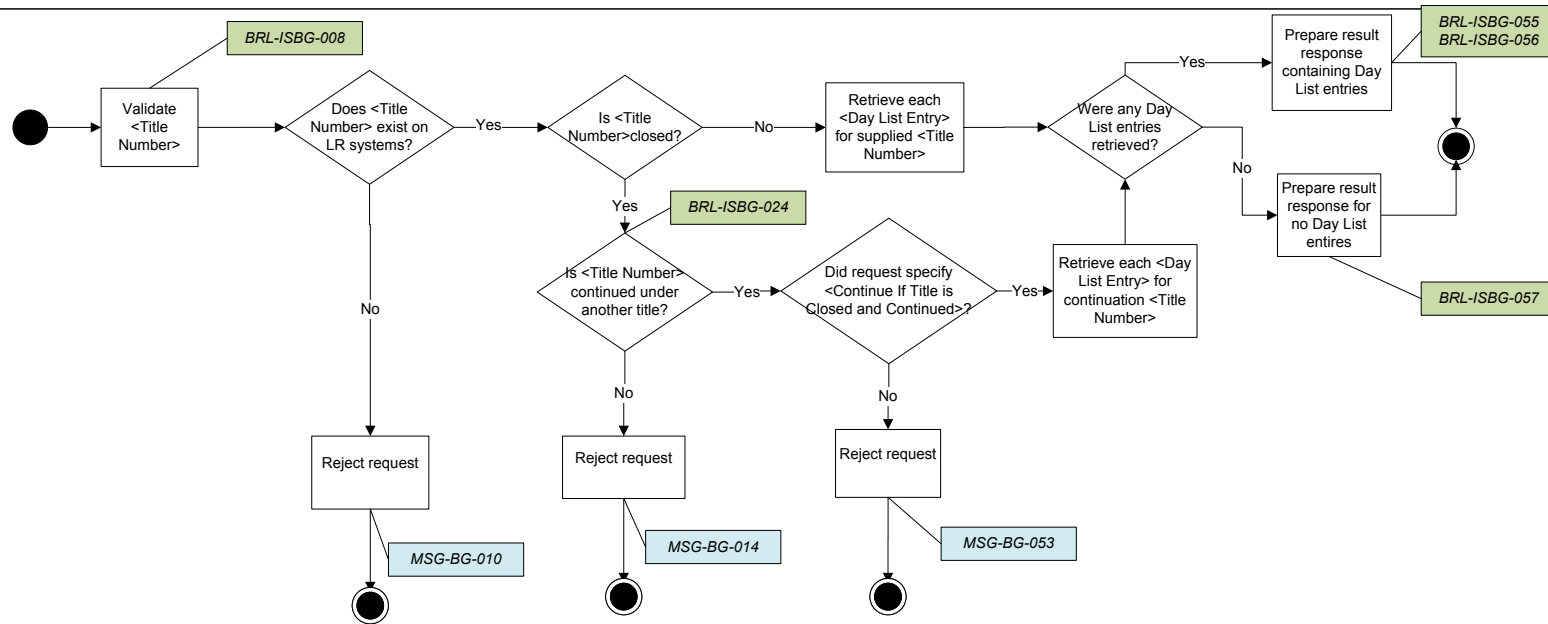 BRL-ISBG-008
BRL-ISBG-055
BRL-ISBG-056
Validate
<Title
Number>
Does <Title
Number> exist on
LR systems?
Yes
Is <Title
Number>closed?
No
Retrieve each
<Day List Entry>
for supplied <Title
Number>
Were any Day
List entries
retrieved?
Yes
Prepare result
response
containing Day
List entries
No
Prepare result
response for
no Day List
entires
BRL-ISBG-057
Yes
BRL-ISBG-024
Is <Title Number>
continued under
another title?
Yes
Did request specify
<Continue If Title is
Closed and Continued>?
Yes
Retrieve each <Day
List Entry> for
continuation <Title
Number>
No
No
No
Reject request
Reject request
Reject request
MSG-BG-010
MSG-BG-014
MSG-BG-053